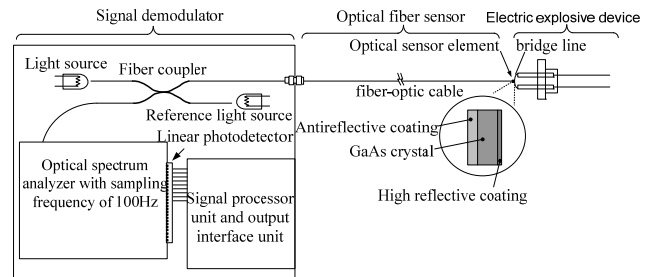 Signal demodulator
Optical fiber sensor
Electric explosive device
Optical sensor element
bridge line
Light source
Fiber coupler
fiber-optic cable
Reference light source
Linear photodetector
Antireflective coating
GaAs crystal
High reflective coating
Optical spectrum
analyzer with sampling
frequency of 100Hz
Signal processor
unit and output
interface unit